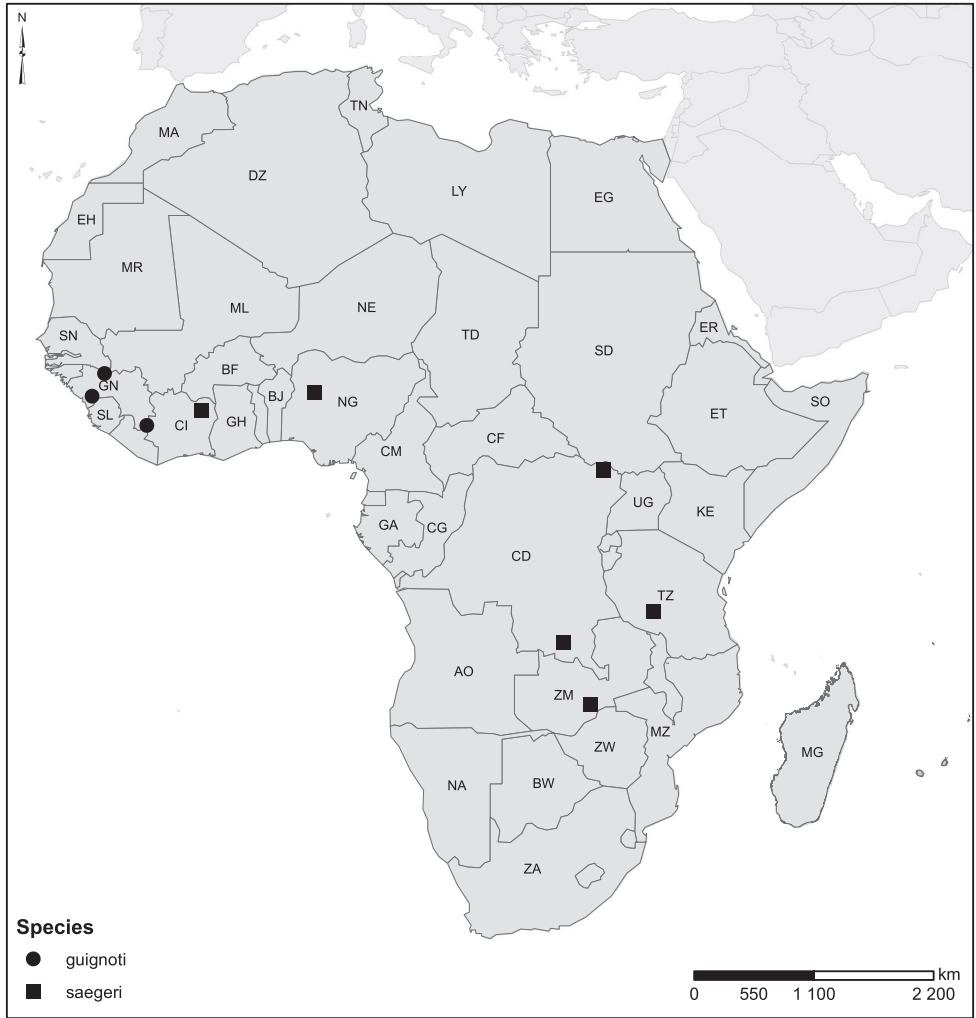 N
TN
MA
DZ
LY
EG
EH
MR
ML
NE
TD
SD
ER
SN
BF
GN
BJ
NG
SL
CI
GH
ET
SO
CM
CF
UG
KE
GA
CG
CD
TZ
AO
ZM
MZ
ZW
MG
NA
BW
ZA
Species
guignoti
saegeri
km
0 550 1 100 2 200